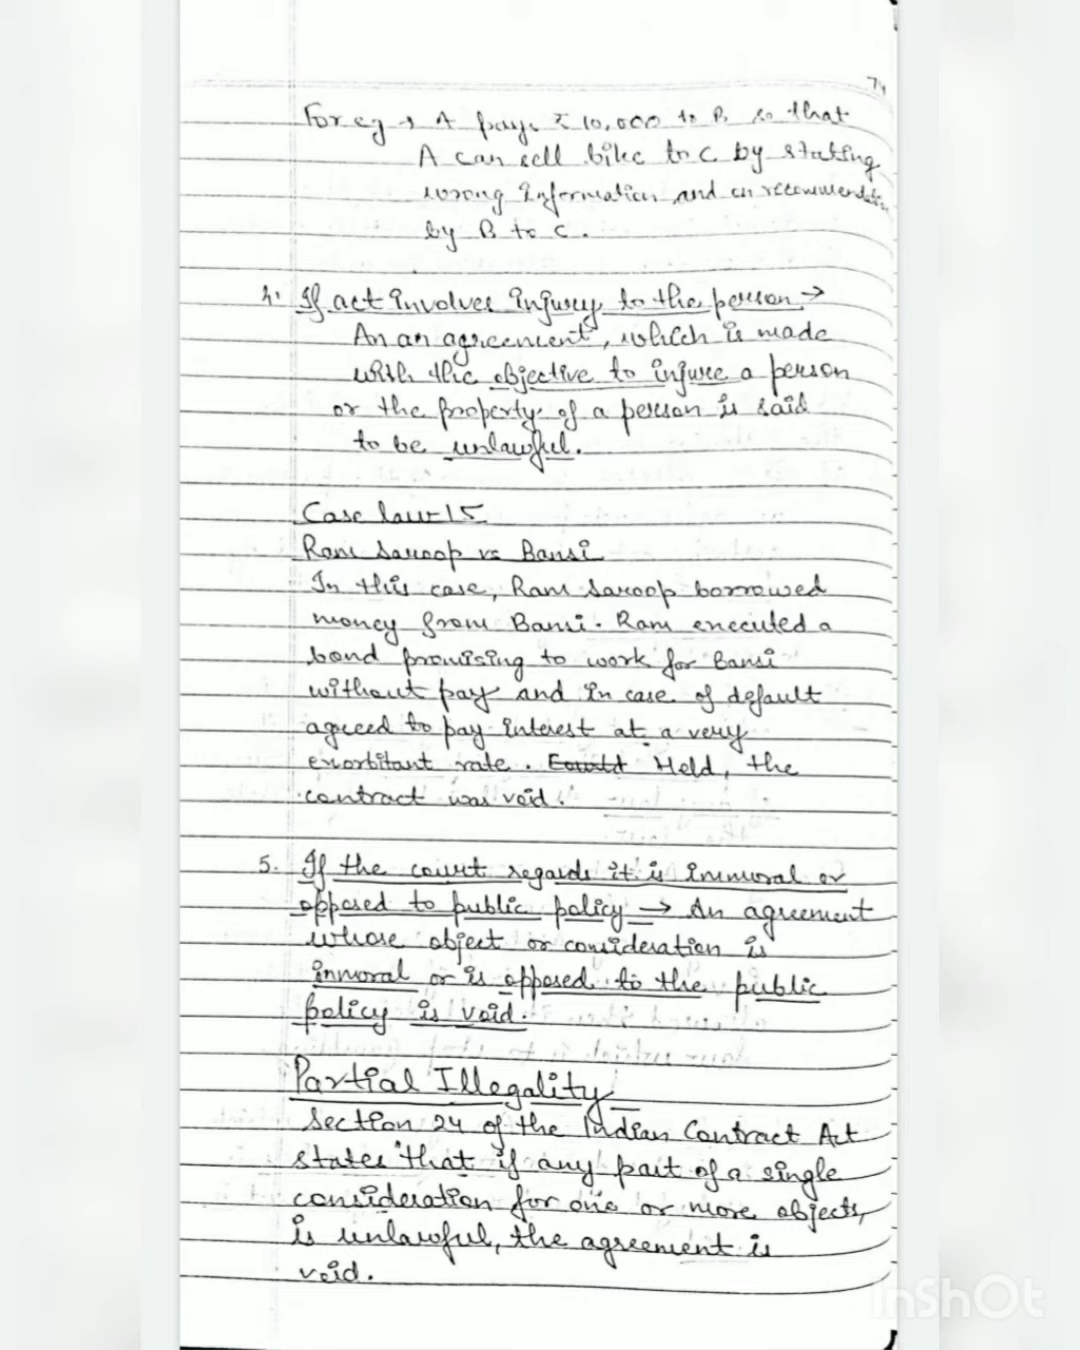 74
For eg → A pays ₹ 10,000 to B, so that
A can sell bike to C by stating
wrong information and on recommendation
by B to C.
4. If act involves injury to the person →
An an agreement, which is made
with the objective to injure a person
or the property of a person is said
to be unlawful.
Case law 15
Ram Saroop vs Bansi
In this case, Ram Saroop borrowed
money from Bansi. Ram executed a
bond promising to work for Bansi
without pay and in case of default
agreed to pay interest at a very
exorbitant rate. Held, the
contract was void.
5. If the court regards it is immoral or
opposed to public policy → An agreement
whose object or consideration is
immoral or is opposed to the public
policy is void.
Partial Illegality
Section 24 of the Indian Contract Act
states "that if any part of a single
consideration for one or more objects,
is unlawful, the agreement is
void.
InShOt